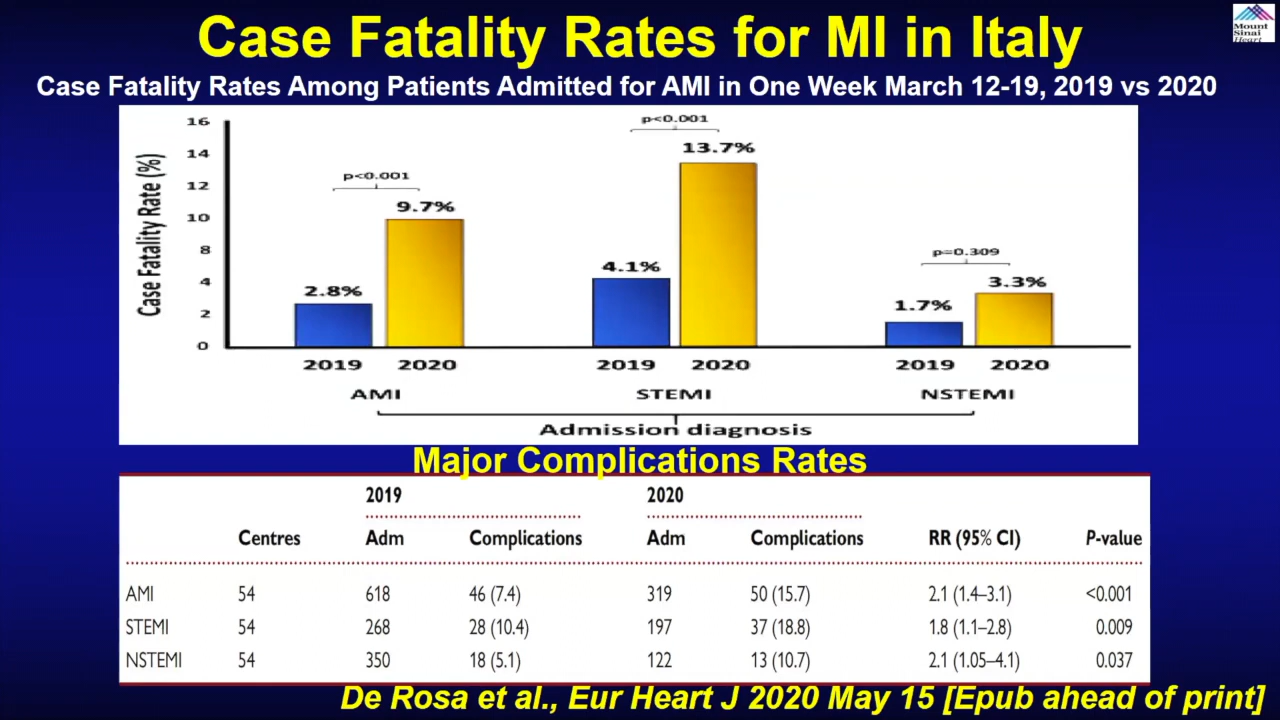 Case Fatality Rates for MI in Italy
Mount
Sinai
Heart
Case Fatality Rates Among Patients Admitted for AMI in One Week March 12-19, 2019 vs 2020
Case Fatality Rate (%)
16
14
12
10
8
4
2
0
p<0.001
p<0.001
p=0.309
2.8%
9.7%
4.1%
13.7%
1.7%
3.3%
2019 2020 2019 2020 2019 2020
AMI STEMI NSTEMI
Admission diagnosis
Major Complications Rates
2019 2020
Centres Adm Complications Adm Complications RR (95% CI) P-value
AMI 54 618 46 (7.4) 319 50 (15.7) 2.1 (1.4–3.1) <0.001
STEMI 54 268 28 (10.4) 197 37 (18.8) 1.8 (1.1–2.8) 0.009
NSTEMI 54 350 18 (5.1) 122 13 (10.7) 2.1 (1.05–4.1) 0.037
De Rosa et al., Eur Heart J 2020 May 15 [Epub ahead of print]